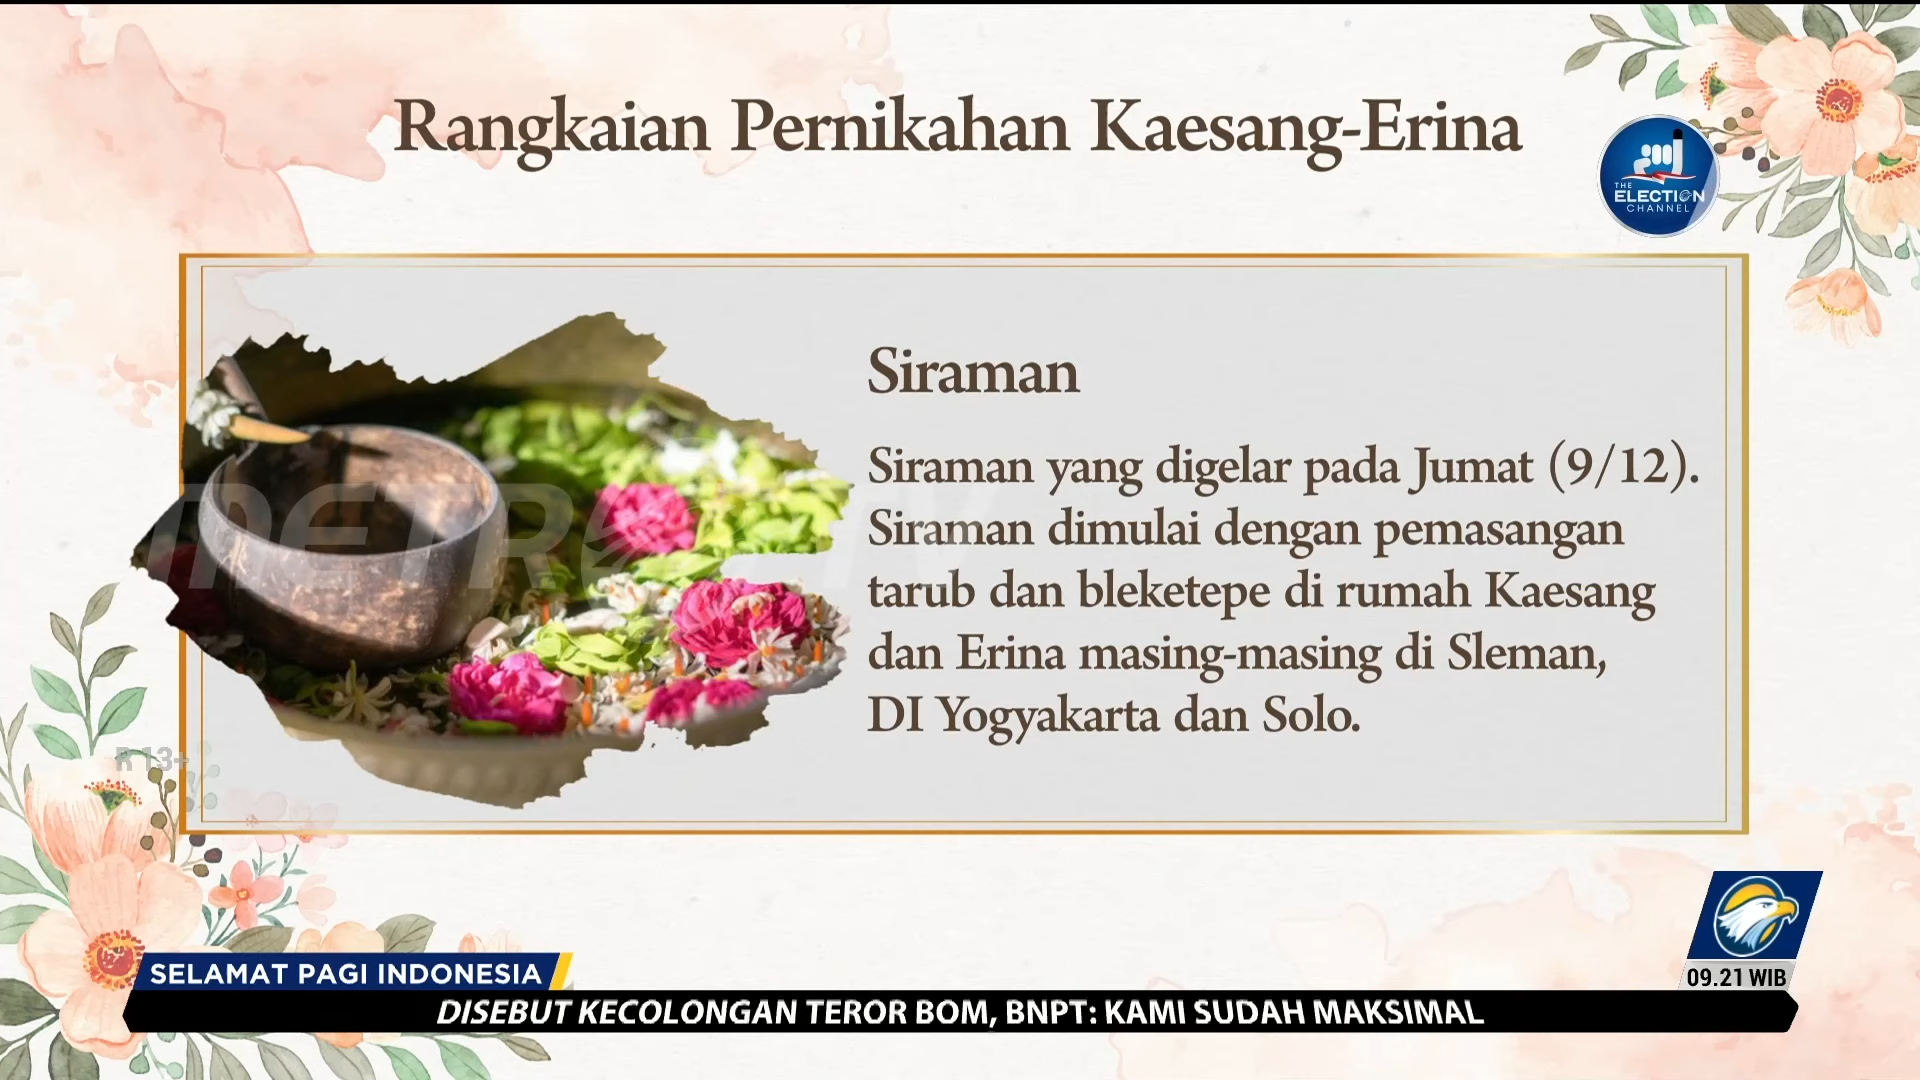 Rangkaian Pernikahan Kaesang-Erina
THE
ELECTION
CHANNEL
Siraman
Siraman yang digelar pada Jumat (9/12).
Siraman dimulai dengan pemasangan
tarub dan bleketepe di rumah Kaesang
dan Erina masing-masing di Sleman,
DI Yogyakarta dan Solo.
METRO TV
R 13+
SELAMAT PAGI INDONESIA
09.21 WIB
DISEBUT KECOLONGAN TEROR BOM, BNPT: KAMI SUDAH MAKSIMAL